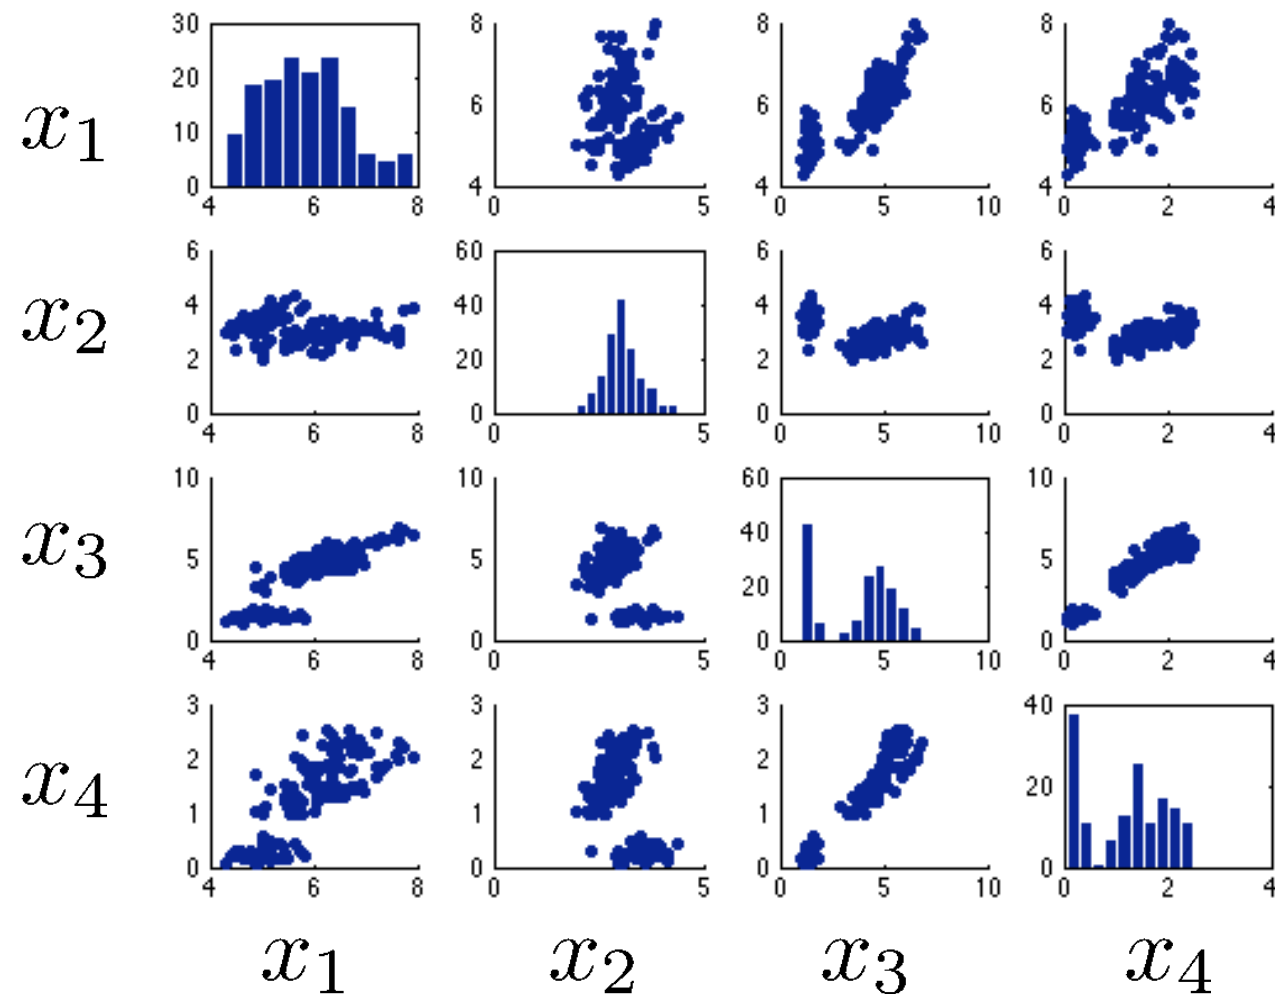 30 8 8 8
20
x₁ 6 6 6
10
0 4 4 4
4 6 8 0 5 0 5 10 0 2 4
6 60 6 6
x₂ 4 40 4 4
2 20 2 2
0 0 0 0
4 6 8 0 5 0 5 10 0 2 4
10 10 60 10
40
x₃ 5 5 5
20
0 0 0 0
4 6 8 0 5 0 5 10 0 2 4
3 3 3 40
x₄ 2 2 2
20
1 1 1
0 0 0 0
4 6 8 0 5 0 5 10 0 2 4
x₁ x₂ x₃ x₄